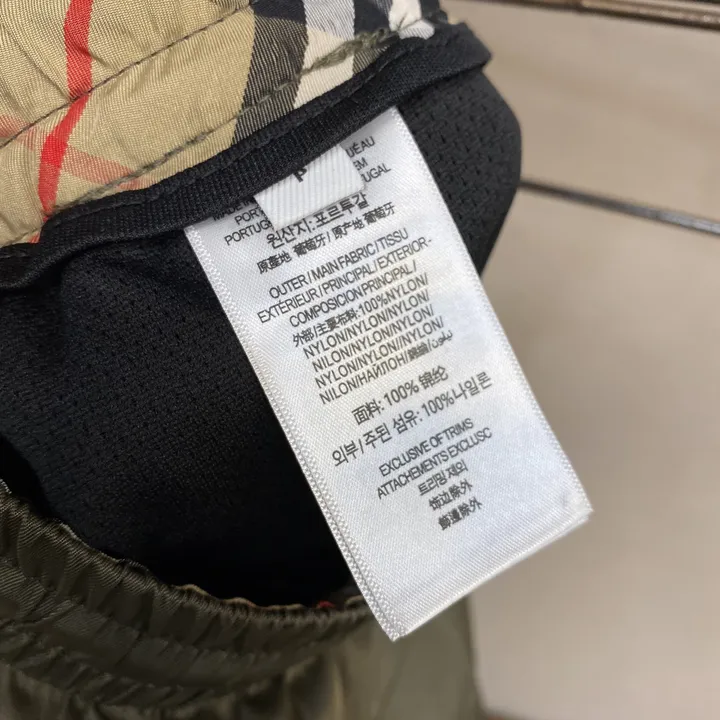 P
PORTUGAL
원산지: 포르투갈
原產地 葡萄牙 / 原产地 葡萄牙
OUTER / MAIN FABRIC / TISSU
EXTÉRIEUR / PRINCIPAL / EXTERIOR -
COMPOSICION PRINCIPAL /
外部/主要布料: 100% NYLON /
NYLON / NYLON / NYLON /
NILON / NYLON / NYLON /
NYLON / NYLON / NYLON /
NILON / НАЙЛОН /
面料: 100% 锦纶
외부 / 주된 섬유: 100% 나일론
EXCLUSIVE OF TRIMS
ATTACHEMENTS EXCLUSC
트리밍 제외
饰边除外
飾邊除外